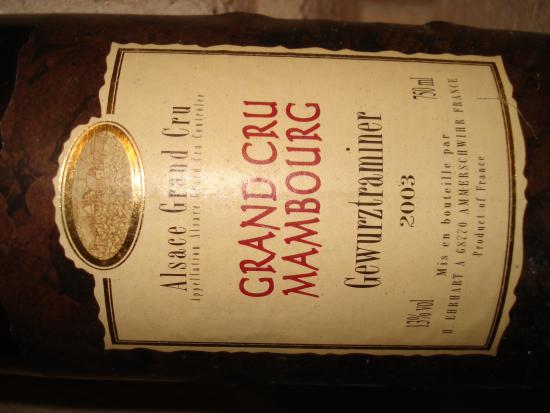 Alsace Grand Cru
Appellation Alsace Grand Cru Contrôlée
GRAND CRU
MAMBOURG
Gewurztraminer
2003
13% vol 750 ml
Mis en bouteille par
H. EHRHART À 68770 AMMERSCHWIHR FRANCE
Product of France